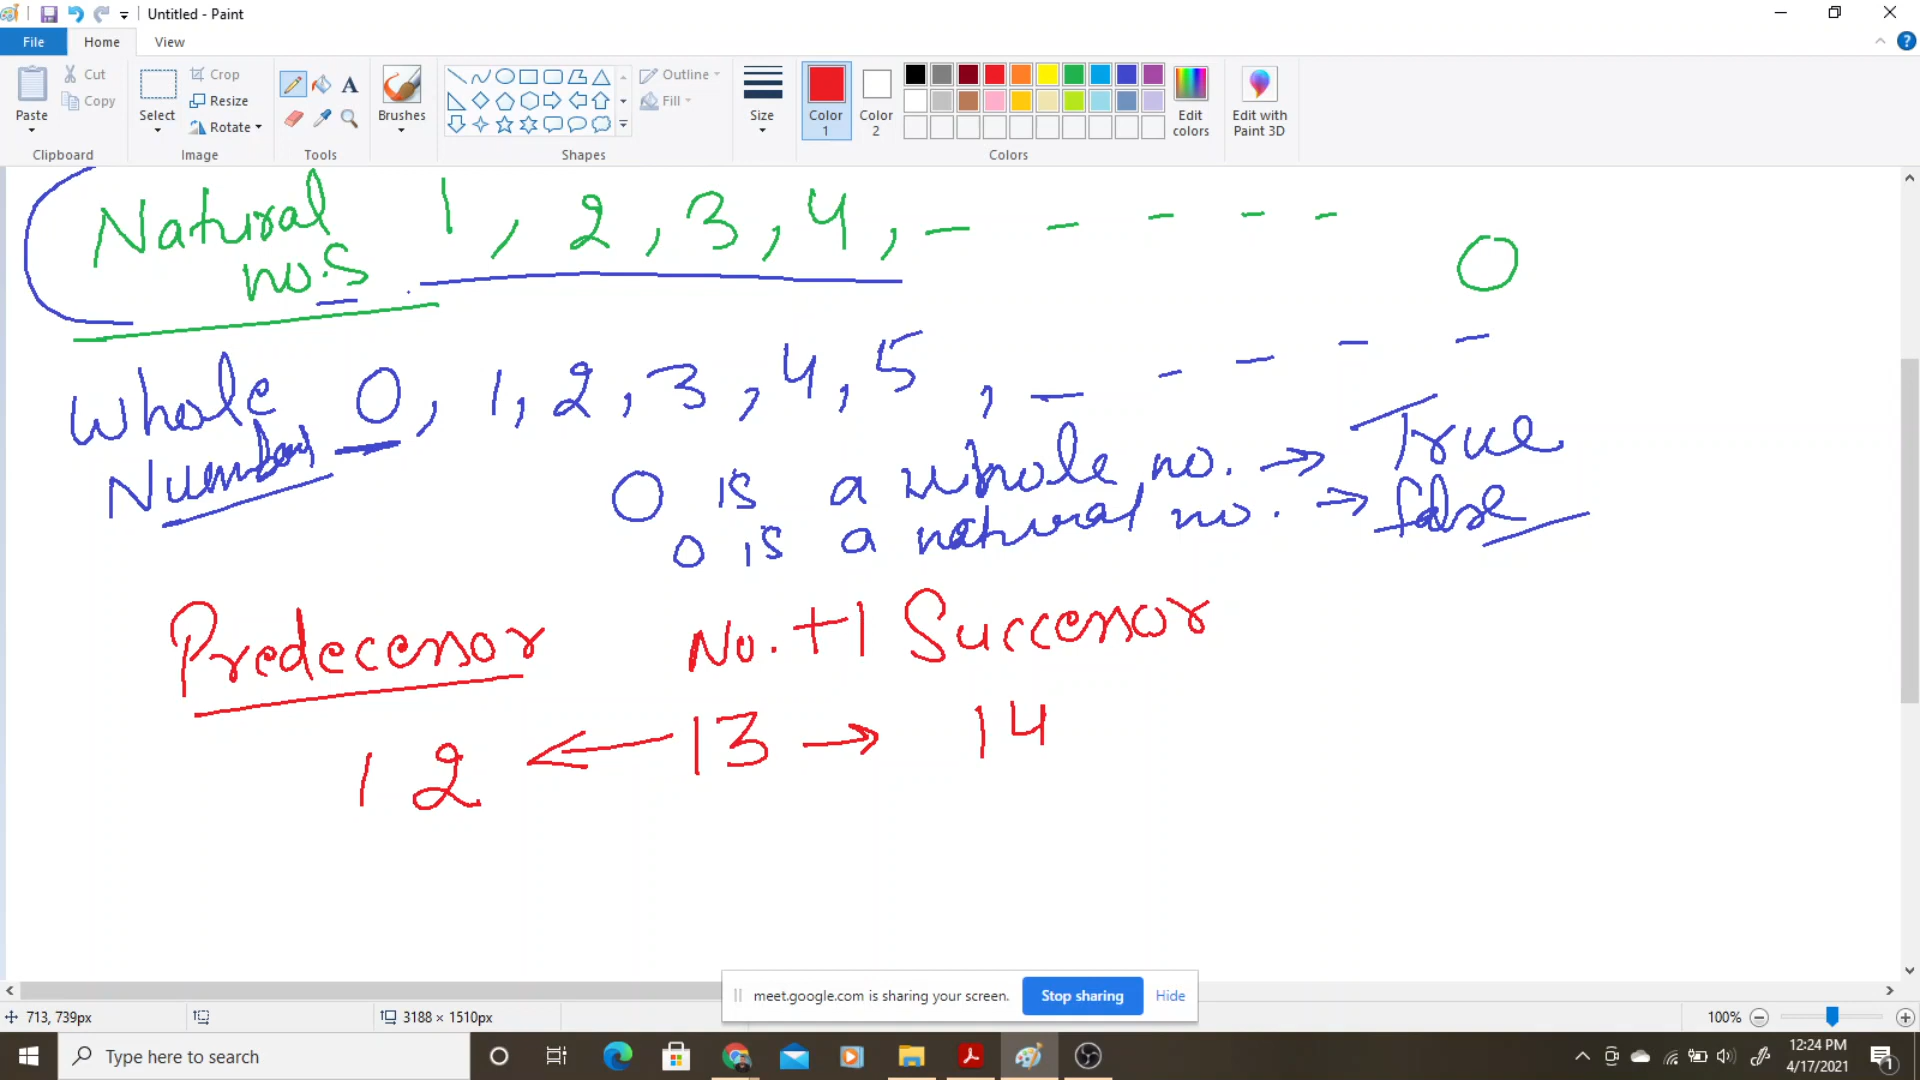 Untitled - Paint
File Home View
Paste Cut Copy Select Crop Resize Rotate Brushes Outline Fill Size Color 1 Color 2 Edit colors Edit with Paint 3D
Clipboard Image Tools Shapes Colors
Natural 1, 2, 3, 4, - - - - -
no.s 0
Whole 0, 1, 2, 3, 4, 5, - - - - -
Number
0 is a whole no. → True
0 is a natural no. → false
Predecessor No. +1 Successor
12 ← 13 → 14
meet.google.com is sharing your screen. Stop sharing Hide
713, 739px 3188 × 1510px 100%
Type here to search 12:24 PM
4/17/2021 1